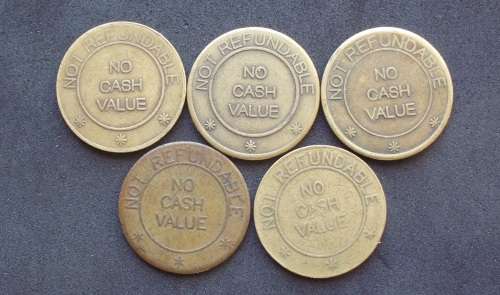 NOT REFUNDABLE
NO
CASH
VALUE
* * *
NOT REFUNDABLE
NO
CASH
VALUE
* * *
NOT REFUNDABLE
NO
CASH
VALUE
* * *
NOT REFUNDABLE
NO
CASH
VALUE
* * *
NOT REFUNDABLE
NO
CASH
VALUE
* * *